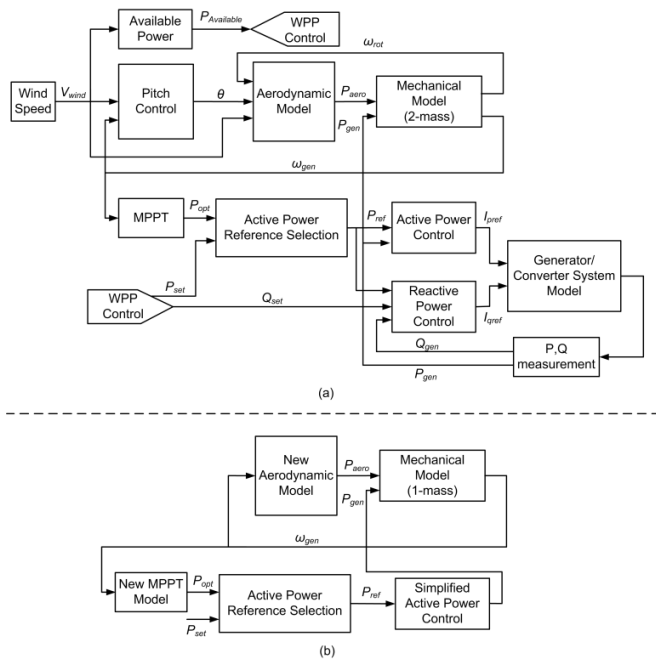 Available
Power
P_Available
WPP
Control
ω_rot
Wind
Speed
V_wind
Pitch
Control
θ
Aerodynamic
Model
P_aero
P_gen
Mechanical
Model
(2-mass)
ω_gen
MPPT
P_opt
Active Power
Reference Selection
P_ref
Active Power
Control
I_pref
Generator/
Converter System
Model
P_set
WPP
Control
Q_set
Reactive
Power
Control
I_qref
Q_gen
P_gen
P,Q
measurement
(a)
New
Aerodynamic
Model
P_aero
P_gen
Mechanical
Model
(1-mass)
ω_gen
New MPPT
Model
P_opt
P_set
Active Power
Reference Selection
P_ref
Simplified
Active Power
Control
(b)